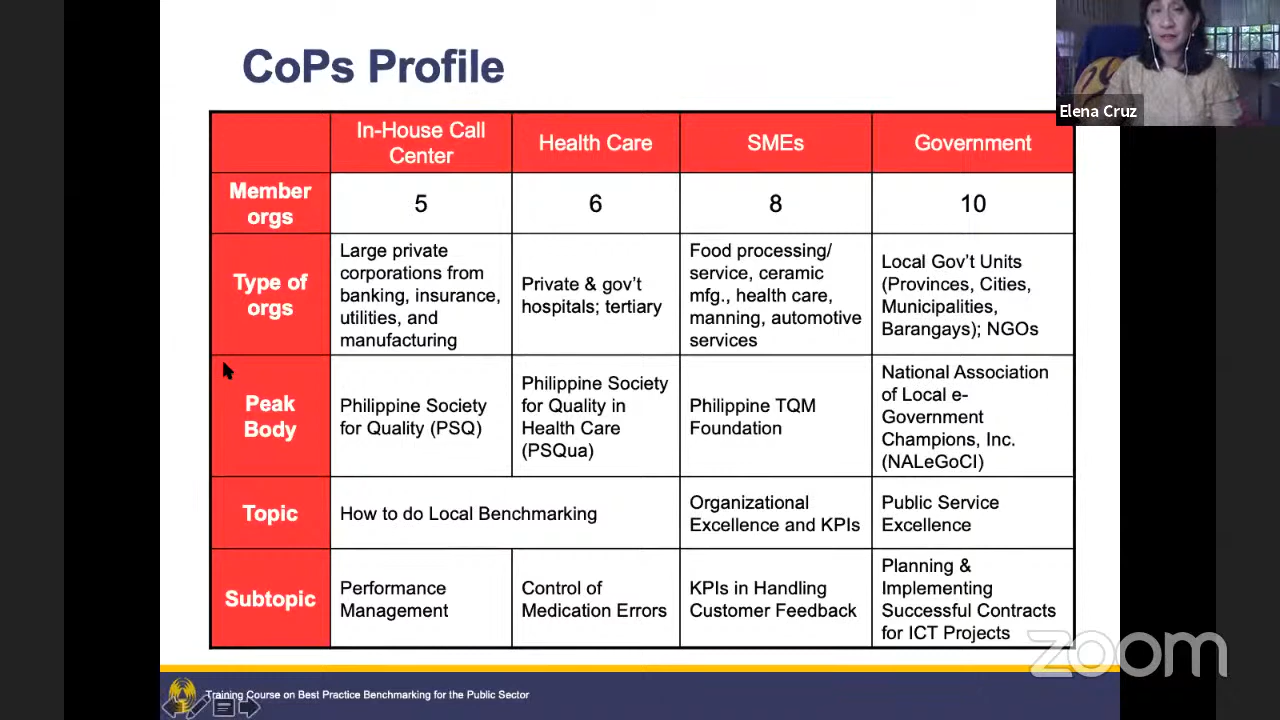 CoPs Profile
Elena Cruz
In-House Call
Center
Health Care
SMEs
Government
Member
orgs
5
6
8
10
Type of
orgs
Large private
corporations from
banking, insurance,
utilities, and
manufacturing
Private & gov’t
hospitals; tertiary
Food processing/
service, ceramic
mfg., health care,
manning, automotive
services
Local Gov’t Units
(Provinces, Cities,
Municipalities,
Barangays); NGOs
Peak
Body
Philippine Society
for Quality (PSQ)
Philippine Society
for Quality in
Health Care
(PSQua)
Philippine TQM
Foundation
National Association
of Local e-
Government
Champions, Inc.
(NALeGoCI)
Topic
How to do Local Benchmarking
Organizational
Excellence and KPIs
Public Service
Excellence
Subtopic
Performance
Management
Control of
Medication Errors
KPIs in Handling
Customer Feedback
Planning &
Implementing
Successful Contracts
for ICT Projects
zoom
Training Course on Best Practice Benchmarking for the Public Sector